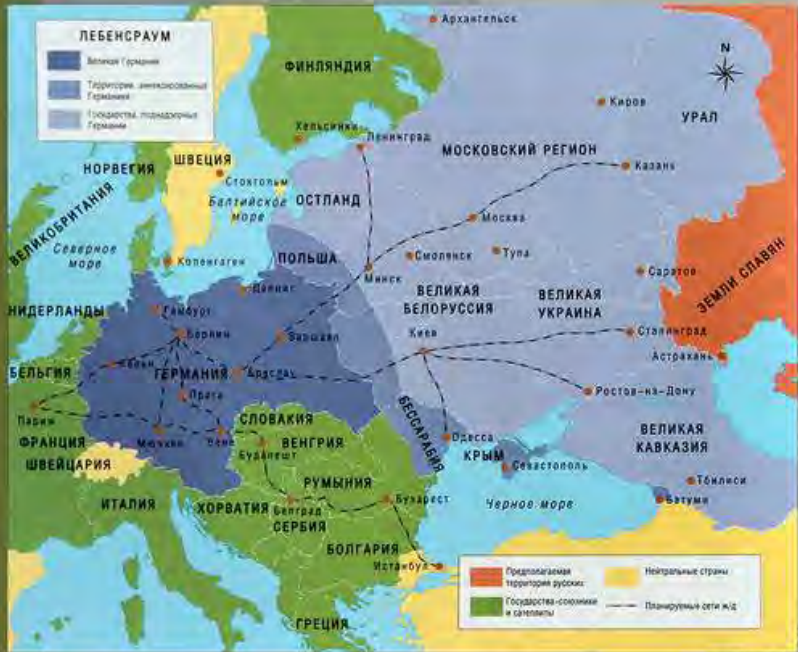 ЛЕБЕНСРАУМ
Великая Германия
Территории, аннексированные
Германией
Государства, поднадзорные
Германии
Архангельск
N
ФИНЛЯНДИЯ
Киров
УРАЛ
Хельсинки
Ленинград
МОСКОВСКИЙ РЕГИОН
Казань
НОРВЕГИЯ
ШВЕЦИЯ
Стокгольм
ОСТЛАНД
Балтийское
море
Москва
ВЕЛИКОБРИТАНИЯ
Северное
море
Копенгаген
ПОЛЬША
Минск
Смоленск
Тула
Саратов
ЗЕМЛИ СЛАВЯН
НИДЕРЛАНДЫ
Гамбург
Данциг
ВЕЛИКАЯ
БЕЛОРУССИЯ
ВЕЛИКАЯ
УКРАИНА
Берлин
Варшава
Киев
Сталинград
Астрахань
БЕЛЬГИЯ
Кельн
ГЕРМАНИЯ
Бреслау
Прага
Ростов-на-Дону
Париж
СЛОВАКИЯ
БЕССАРАБИЯ
ФРАНЦИЯ
Мюнхен
Вена
ВЕНГРИЯ
Будапешт
Одесса
КРЫМ
ВЕЛИКАЯ
КАВКАЗИЯ
ШВЕЙЦАРИЯ
Севастополь
РУМЫНИЯ
Тбилиси
ИТАЛИЯ
ХОРВАТИЯ
Белград
Бухарест
Черное море
Батуми
СЕРБИЯ
БОЛГАРИЯ
Истанбул
ГРЕЦИЯ
Предполагаемая
территория русских
Нейтральные страны
Государства-союзники
и сателлиты
Планируемые сети ж/д